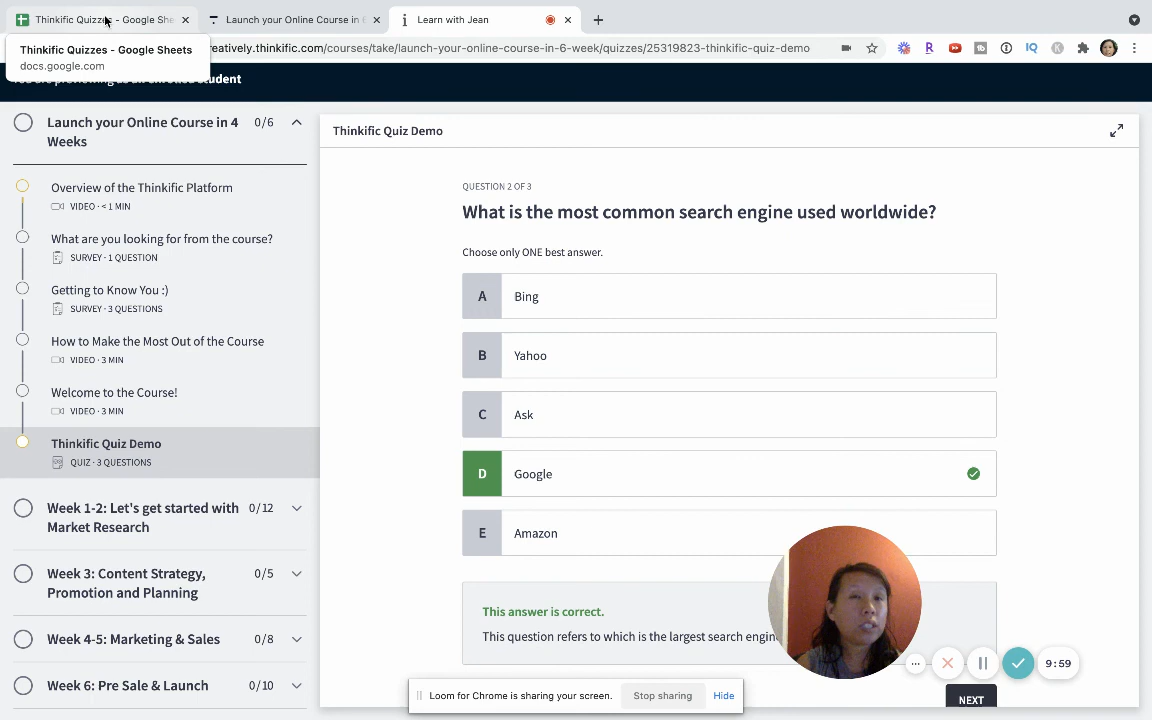 Thinkific Quizzes - Google She
Launch your Online Course in
Learn with Jean
Thinkific Quizzes - Google Sheets
docs.google.com
eatively.thinkific.com/courses/take/launch-your-online-course-in-6-week/quizzes/25319823-thinkific-quiz-demo
R
IQ
K
student
Launch your Online Course in 4
Weeks
0/6
Overview of the Thinkific Platform
VIDEO · < 1 MIN
What are you looking for from the course?
SURVEY · 1 QUESTION
Getting to Know You :)
SURVEY · 3 QUESTIONS
How to Make the Most Out of the Course
VIDEO · 3 MIN
Welcome to the Course!
VIDEO · 3 MIN
Thinkific Quiz Demo
QUIZ · 3 QUESTIONS
Week 1-2: Let's get started with
Market Research
0/12
Week 3: Content Strategy,
Promotion and Planning
0/5
Week 4-5: Marketing & Sales
0/8
Week 6: Pre Sale & Launch
0/10
Thinkific Quiz Demo
QUESTION 2 OF 3
What is the most common search engine used worldwide?
Choose only ONE best answer.
A Bing
B Yahoo
C Ask
D Google
E Amazon
This answer is correct.
This question refers to which is the largest search engin
9:59
NEXT
Loom for Chrome is sharing your screen.
Stop sharing
Hide